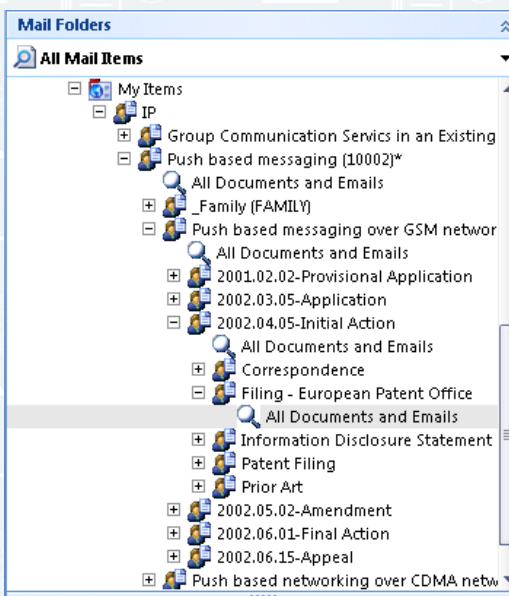 Mail Folders
All Mail Items
My Items
IP
Group Communication Servics in an Existing
Push based messaging (10002)*
All Documents and Emails
_Family (FAMILY)
Push based messaging over GSM networ
All Documents and Emails
2001.02.02-Provisional Application
2002.03.05-Application
2002.04.05-Initial Action
All Documents and Emails
Correspondence
Filing - European Patent Office
All Documents and Emails
Information Disclosure Statement
Patent Filing
Prior Art
2002.05.02-Amendment
2002.06.01-Final Action
2002.06.15-Appeal
Push based networking over CDMA netw